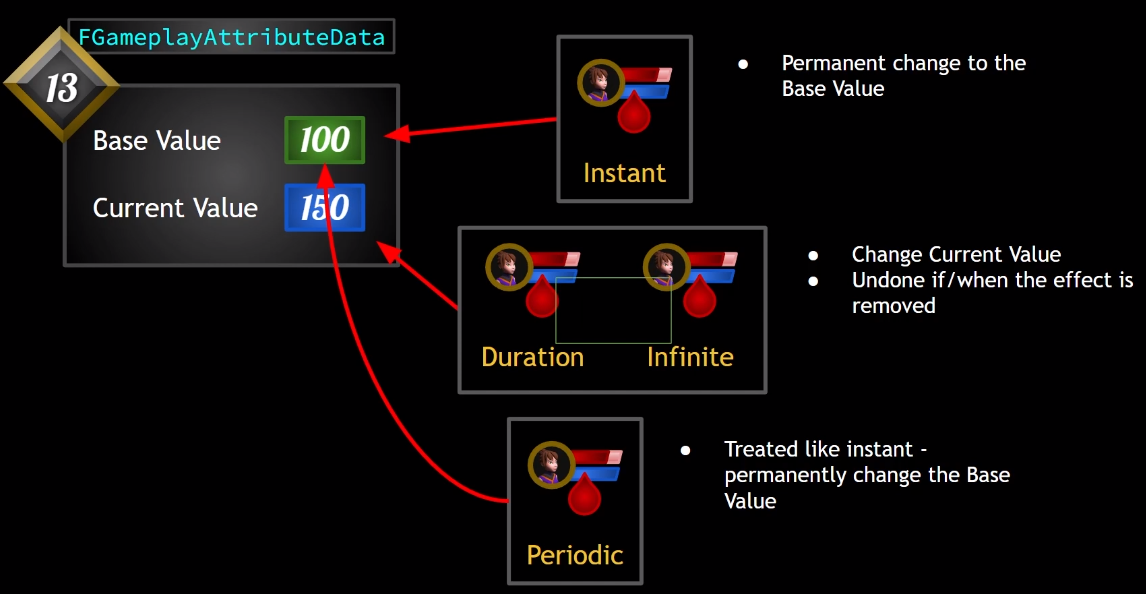 FGameplayAttributeData
13
Base Value 100
Current Value 150
Instant
• Permanent change to the
Base Value
Duration Infinite
• Change Current Value
• Undone if/when the effect is
removed
Periodic
• Treated like instant -
permanently change the Base
Value